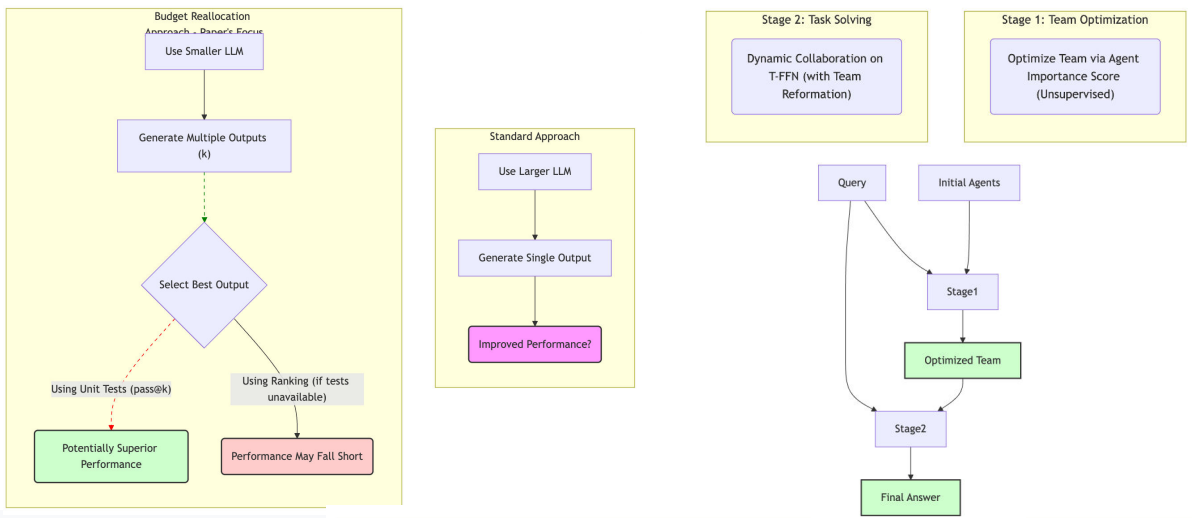 Budget Reallocation
Approach - Paper's Focus
Use Smaller LLM
Generate Multiple Outputs
(k)
Select Best Output
Using Unit Tests (pass@k)
Using Ranking (if tests
unavailable)
Potentially Superior
Performance
Performance May Fall Short
Standard Approach
Use Larger LLM
Generate Single Output
Improved Performance?
Stage 2: Task Solving
Dynamic Collaboration on
T-FFN (with Team
Reformation)
Stage 1: Team Optimization
Optimize Team via Agent
Importance Score
(Unsupervised)
Query
Initial Agents
Stage1
Optimized Team
Stage2
Final Answer